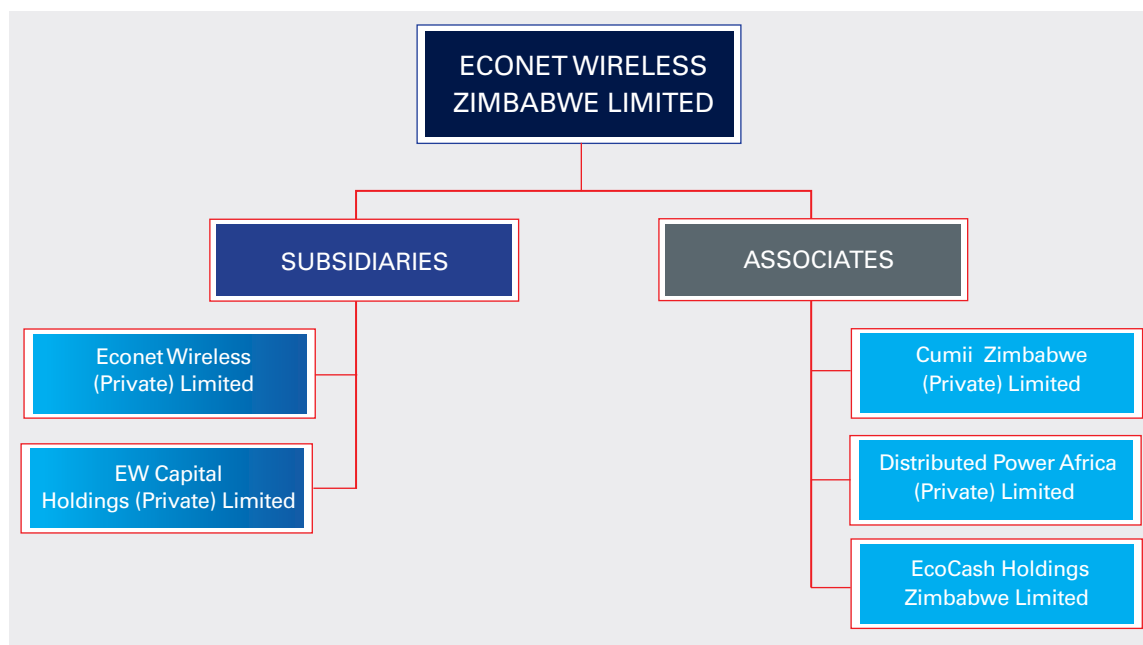 ECONET WIRELESS
ZIMBABWE LIMITED
SUBSIDIARIES
ASSOCIATES
Econet Wireless
(Private) Limited
EW Capital
Holdings (Private) Limited
Cumii Zimbabwe
(Private) Limited
Distributed Power Africa
(Private) Limited
EcoCash Holdings
Zimbabwe Limited